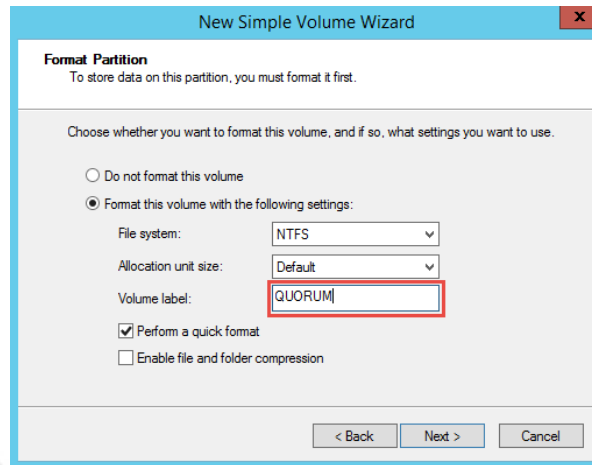 New Simple Volume Wizard
x
Format Partition
To store data on this partition, you must format it first.
Choose whether you want to format this volume, and if so, what settings you want to use.
Do not format this volume
Format this volume with the following settings:
File system: NTFS
Allocation unit size: Default
Volume label: QUORUM
Perform a quick format
Enable file and folder compression
< Back Next > Cancel